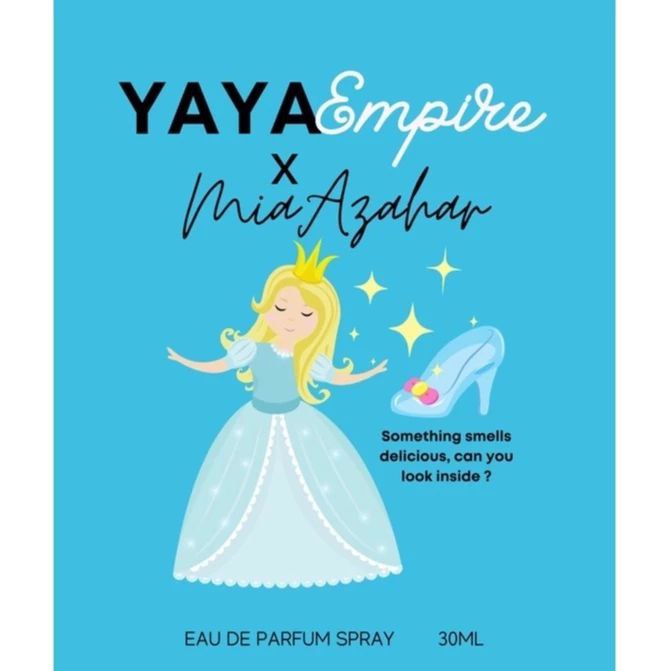 YAYA Empire
X
Mia Azahar
Something smells
delicious, can you
look inside ?
EAU DE PARFUM SPRAY 30ML